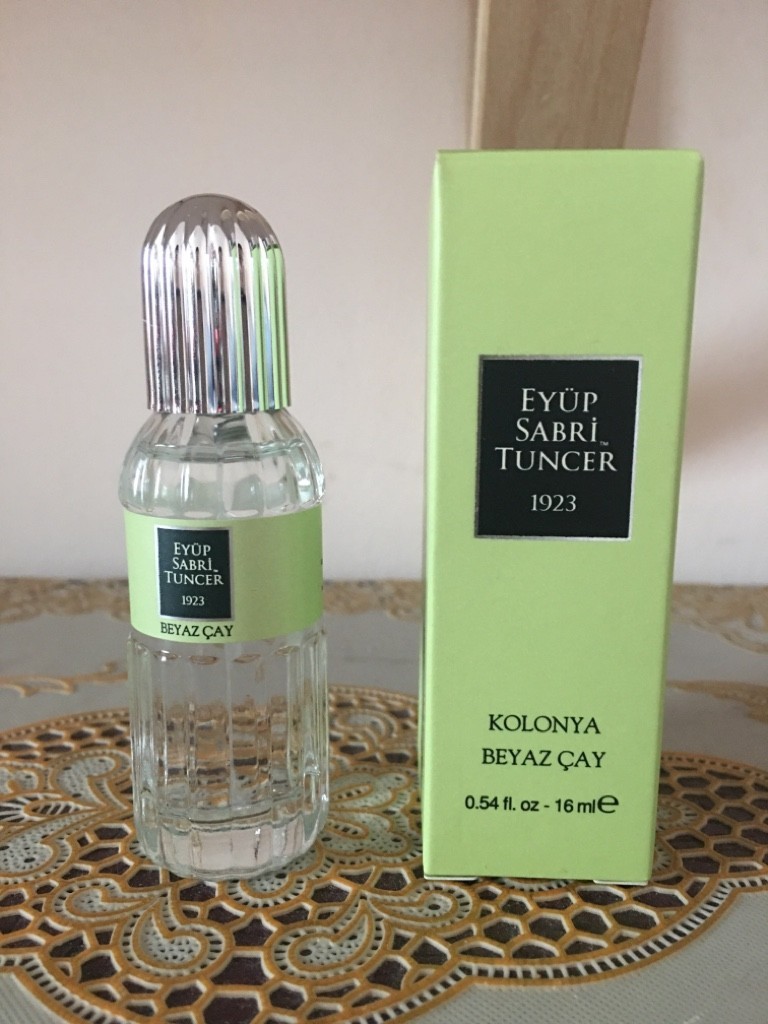 EYÜP
SABRİ
TUNCER
1923
BEYAZ ÇAY
EYÜP
SABRİ™
TUNCER
1923
KOLONYA
BEYAZ ÇAY
0.54 fl. oz - 16 ml ℮